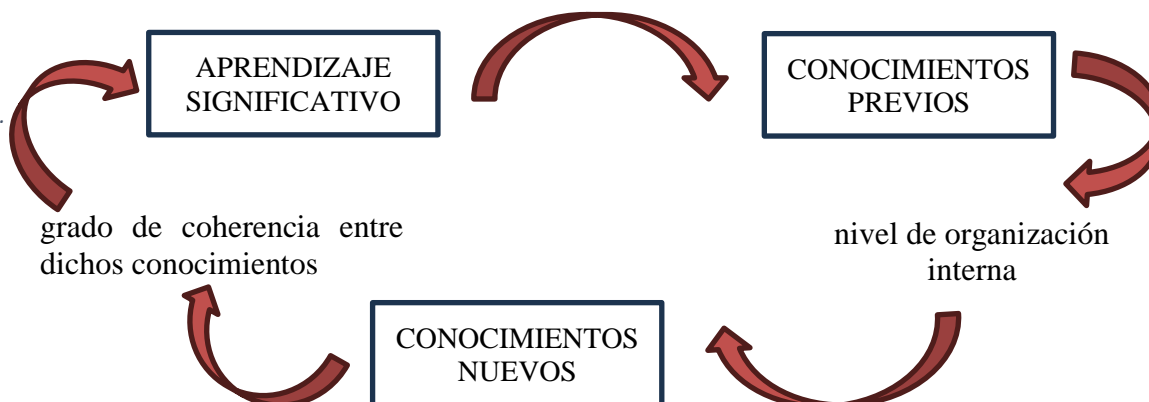 APRENDIZAJE
SIGNIFICATIVO
CONOCIMIENTOS
PREVIOS
grado de coherencia entre
dichos conocimientos
nivel de organización
interna
CONOCIMIENTOS
NUEVOS